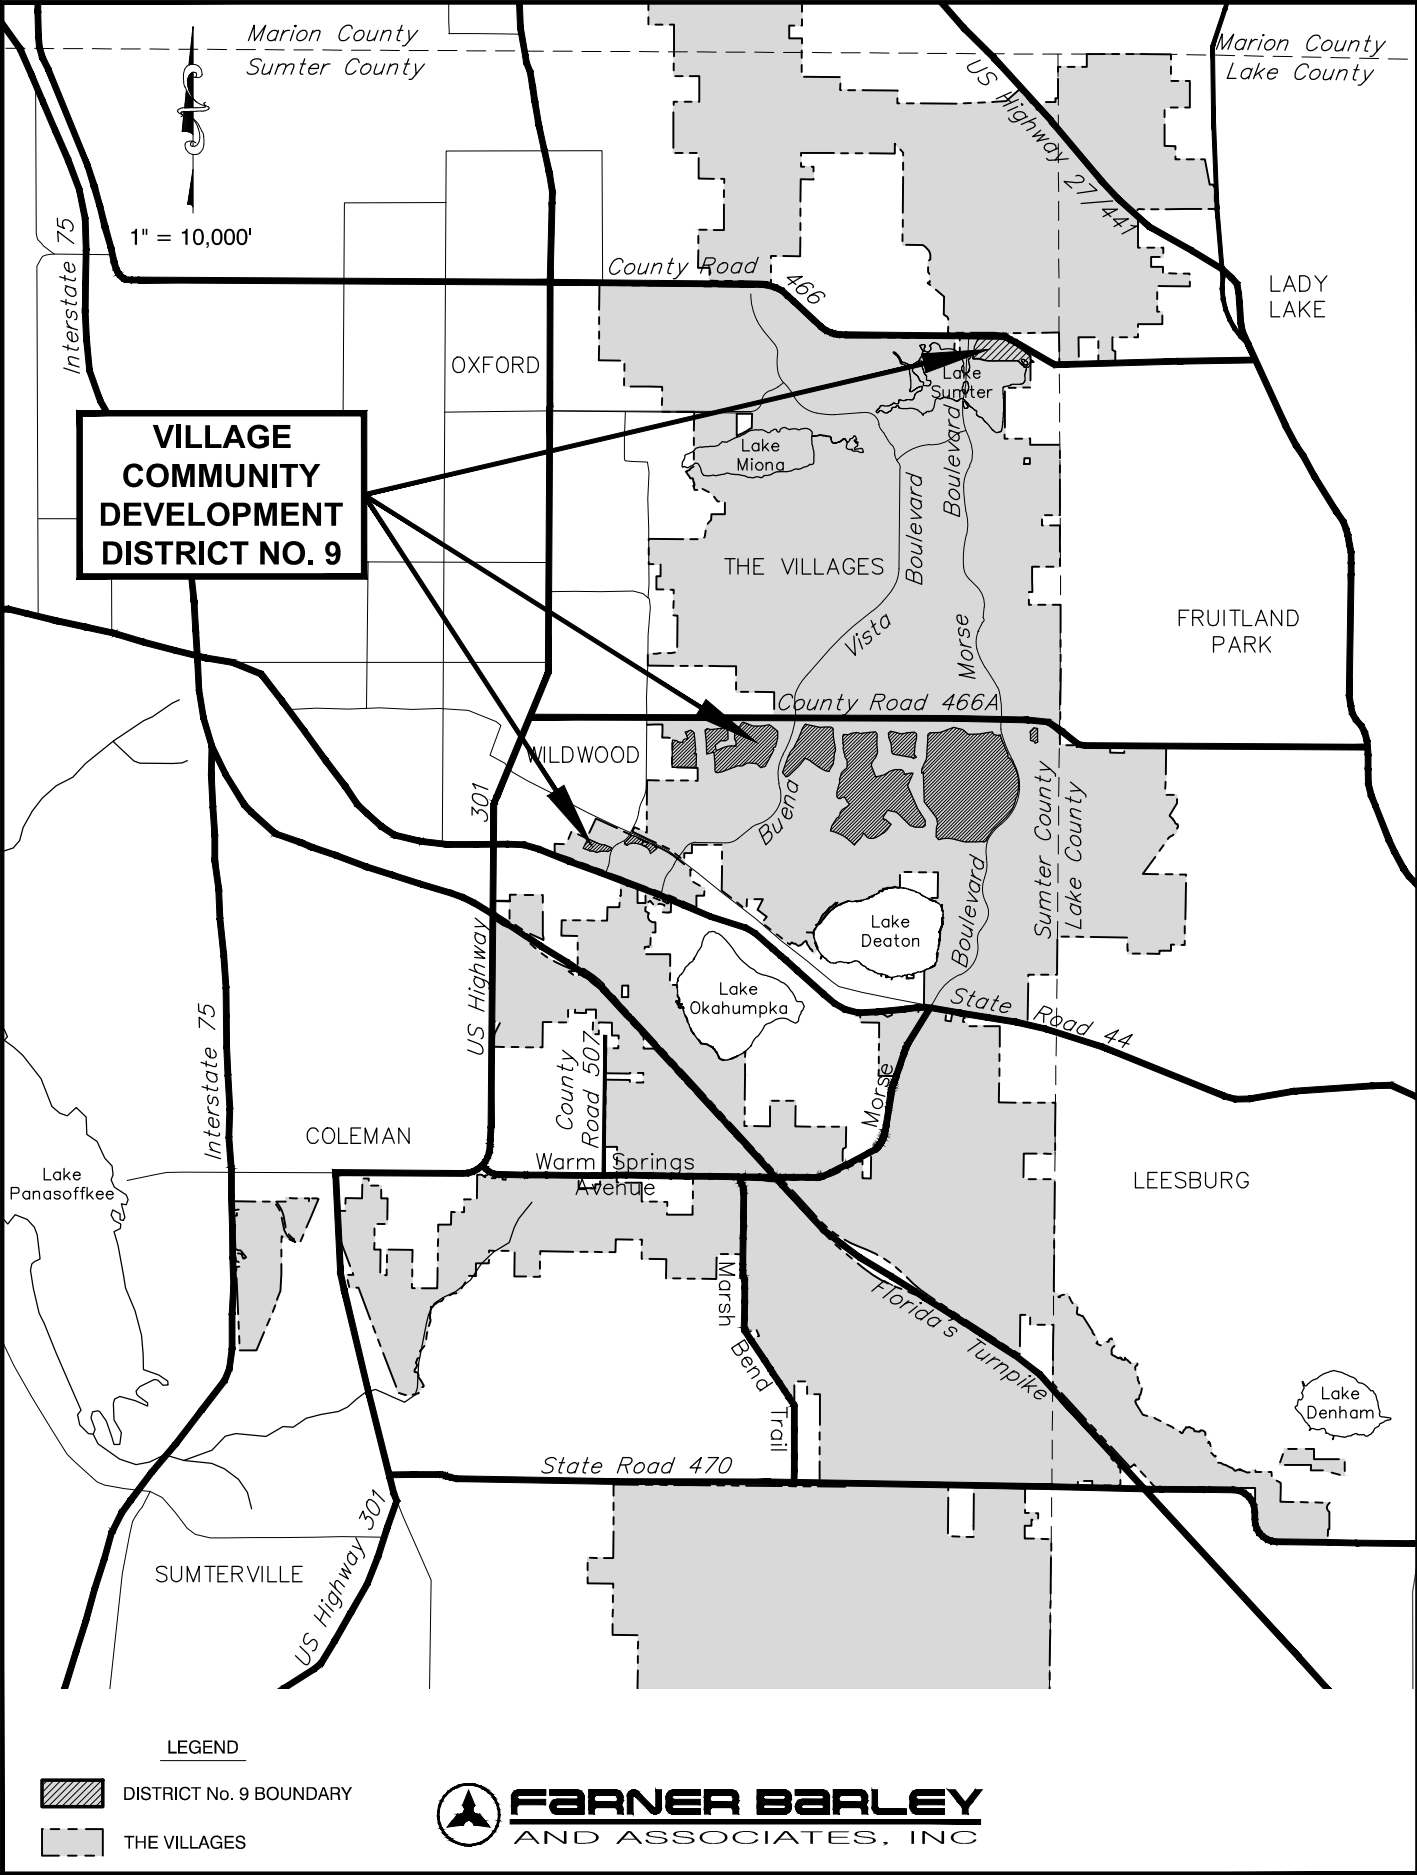 Marion County
Sumter County
Marion County
Lake County
US Highway 27/441
1" = 10,000'
Interstate 75
County Road 466
LADY
LAKE
OXFORD
Lake
Sumter
VILLAGE
COMMUNITY
DEVELOPMENT
DISTRICT NO. 9
Lake
Miona
Boulevard
Boulevard
THE VILLAGES
Vista
Morse
FRUITLAND
PARK
County Road 466A
WILDWOOD
301
Buena
Sumter County
Lake County
Boulevard
Lake
Deaton
US Highway
Lake
Okahumpka
State Road 44
Interstate 75
County
Road 507
Morse
COLEMAN
Warm Springs
Avenue
Lake
Panasoffkee
LEESBURG
Marsh
Bend
Trail
Florida's Turnpike
Lake
Denham
State Road 470
US Highway 301
SUMTERVILLE
LEGEND
DISTRICT No. 9 BOUNDARY
THE VILLAGES
FARNER BARLEY
AND ASSOCIATES, INC